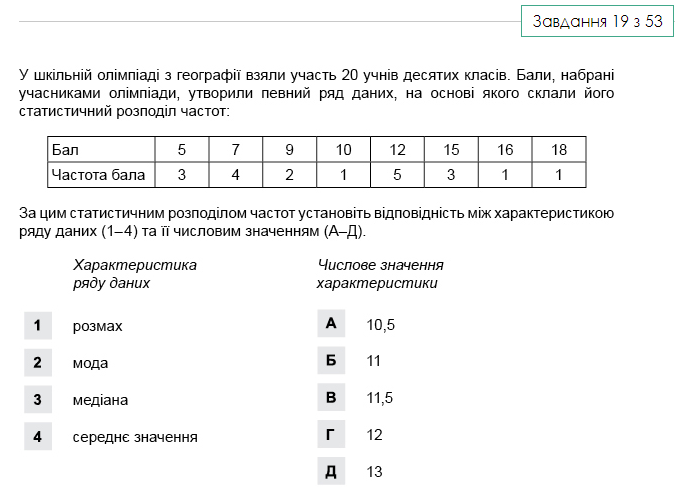 Завдання 19 з 53
У шкільній олімпіаді з географії взяли участь 20 учнів десятих класів. Бали, набрані
учасниками олімпіади, утворили певний ряд даних, на основі якого склали його
статистичний розподіл частот:
Бал 5 7 9 10 12 15 16 18
Частота бала 3 4 2 1 5 3 1 1
За цим статистичним розподілом частот установіть відповідність між характеристикою
ряду даних (1–4) та її числовим значенням (А–Д).
Характеристика
ряду даних
Числове значення
характеристики
1 розмах
А 10,5
2 мода
Б 11
3 медіана
В 11,5
4 середнє значення
Г 12
Д 13